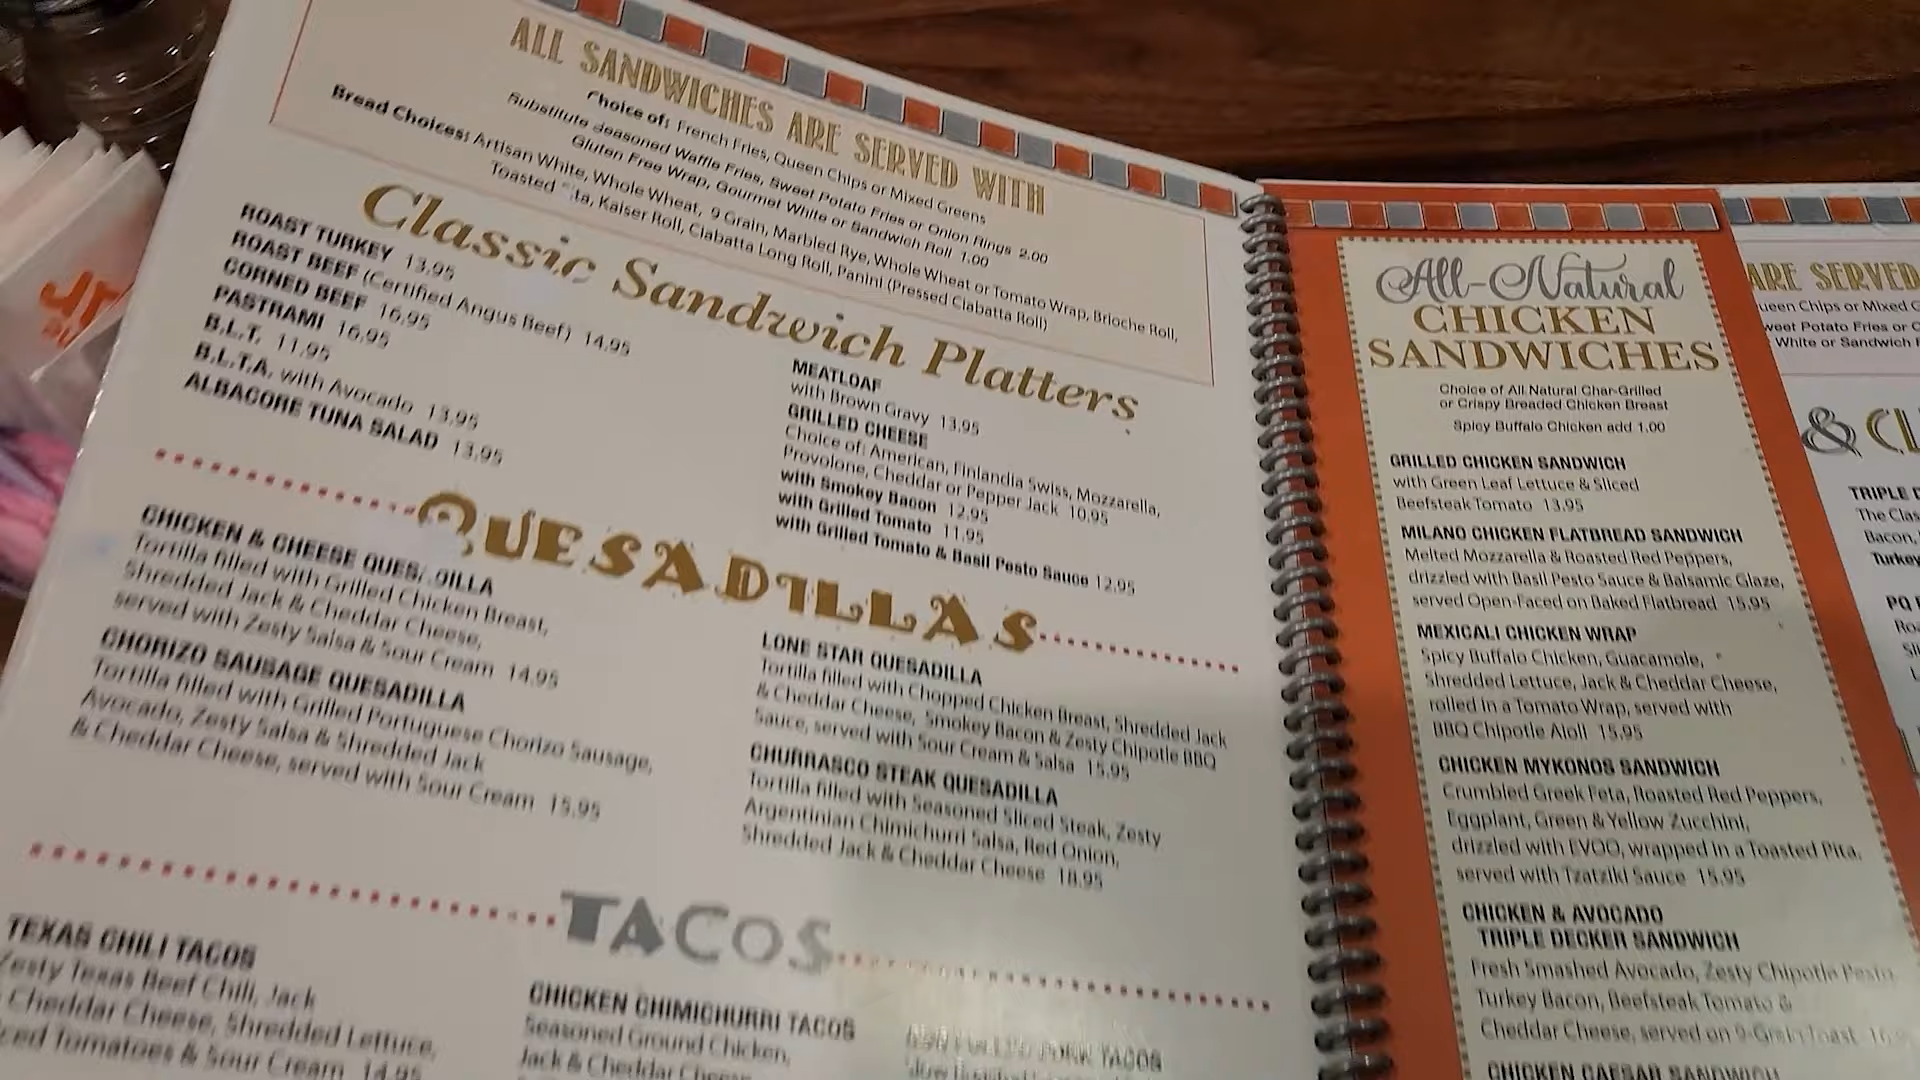 ALL SANDWICHES ARE SERVED WITH
Choice of: French Fries, Queen Chips or Mixed Greens
Substitute Seasoned Waffle Fries, Sweet Potato Fries or Onion Rings 2.00
Gluten Free Wrap, Gourmet White or Sandwich Roll 1.00
Bread Choices: Artisan White, Whole Wheat, 9 Grain, Marbled Rye, Whole Wheat or Tomato Wrap, Brioche Roll,
Toasted Kaiser Roll, Ciabatta Long Roll, Panini (Pressed Ciabatta Roll)
Classic Sandwich Platters
ROAST TURKEY 13.95
ROAST BEEF (Certified Angus Beef) 14.95
CORNED BEEF 16.95
PASTRAMI 16.95
B.L.T. 11.95
B.L.T.A. with Avocado 13.95
ALBACORE TUNA SALAD 13.95
MEATLOAF
with Brown Gravy 13.95
GRILLED CHEESE
Choice of: American, Finlandia Swiss, Mozzarella,
Provolone, Cheddar or Pepper Jack 10.95
with Smokey Bacon 12.95
with Grilled Tomato 11.95
with Grilled Tomato & Basil Pesto Sauce 12.95
QUESADILLAS
CHICKEN & CHEESE QUESADILLA
Tortilla filled with Grilled Chicken Breast,
Shredded Jack & Cheddar Cheese,
served with Zesty Salsa & Sour Cream 14.95
CHORIZO SAUSAGE QUESADILLA
Tortilla filled with Grilled Portuguese Chorizo Sausage,
Avocado, Zesty Salsa & Shredded Jack
& Cheddar Cheese, served with Sour Cream 15.95
LONE STAR QUESADILLA
Tortilla filled with Chopped Chicken Breast, Shredded Jack
& Cheddar Cheese, Smokey Bacon & Zesty Chipotle BBQ
Sauce, served with Sour Cream & Salsa 15.95
CHURRASCO STEAK QUESADILLA
Tortilla filled with Seasoned Sliced Steak, Zesty
Argentinian Chimichurri Salsa, Red Onion,
Shredded Jack & Cheddar Cheese 18.95
TACOS
TEXAS CHILI TACOS
Zesty Texas Beef Chili, Jack
Cheddar Cheese, Shredded Lettuce,
Tomatoes & Sour Cream 14.95
CHICKEN CHIMICHURRI TACOS
Seasoned Ground Chicken,
Jack & Cheddar Cheese
PORK TACOS
All-Natural
CHICKEN
SANDWICHES
Choice of All Natural Char-Grilled
or Crispy Breaded Chicken Breast
Spicy Buffalo Chicken add 1.00
GRILLED CHICKEN SANDWICH
with Green Leaf Lettuce & Sliced
Beefsteak Tomato 13.95
MILANO CHICKEN FLATBREAD SANDWICH
Melted Mozzarella & Roasted Red Peppers,
drizzled with Basil Pesto Sauce & Balsamic Glaze,
served Open-Faced on Baked Flatbread 15.95
MEXICALI CHICKEN WRAP
Spicy Buffalo Chicken, Guacamole,
Shredded Lettuce, Jack & Cheddar Cheese,
rolled in a Tomato Wrap, served with
BBQ Chipotle Aioli 15.95
CHICKEN MYKONOS SANDWICH
Crumbled Greek Feta, Roasted Red Peppers,
Eggplant, Green & Yellow Zucchini,
drizzled with EVOO, wrapped in a Toasted Pita,
served with Tzatziki Sauce 15.95
CHICKEN & AVOCADO
TRIPLE DECKER SANDWICH
Fresh Smashed Avocado, Zesty Chipotle Pesto
Turkey Bacon, Beefsteak Tomato &
Cheddar Cheese, served on 9-Grain Toast
CHICKEN CAESAR SANDWICH
ARE SERVED
Queen Chips or Mixed
Sweet Potato Fries or
White or Sandwich
& CL
TRIPLE
The
Bacon,
Turkey
PQ